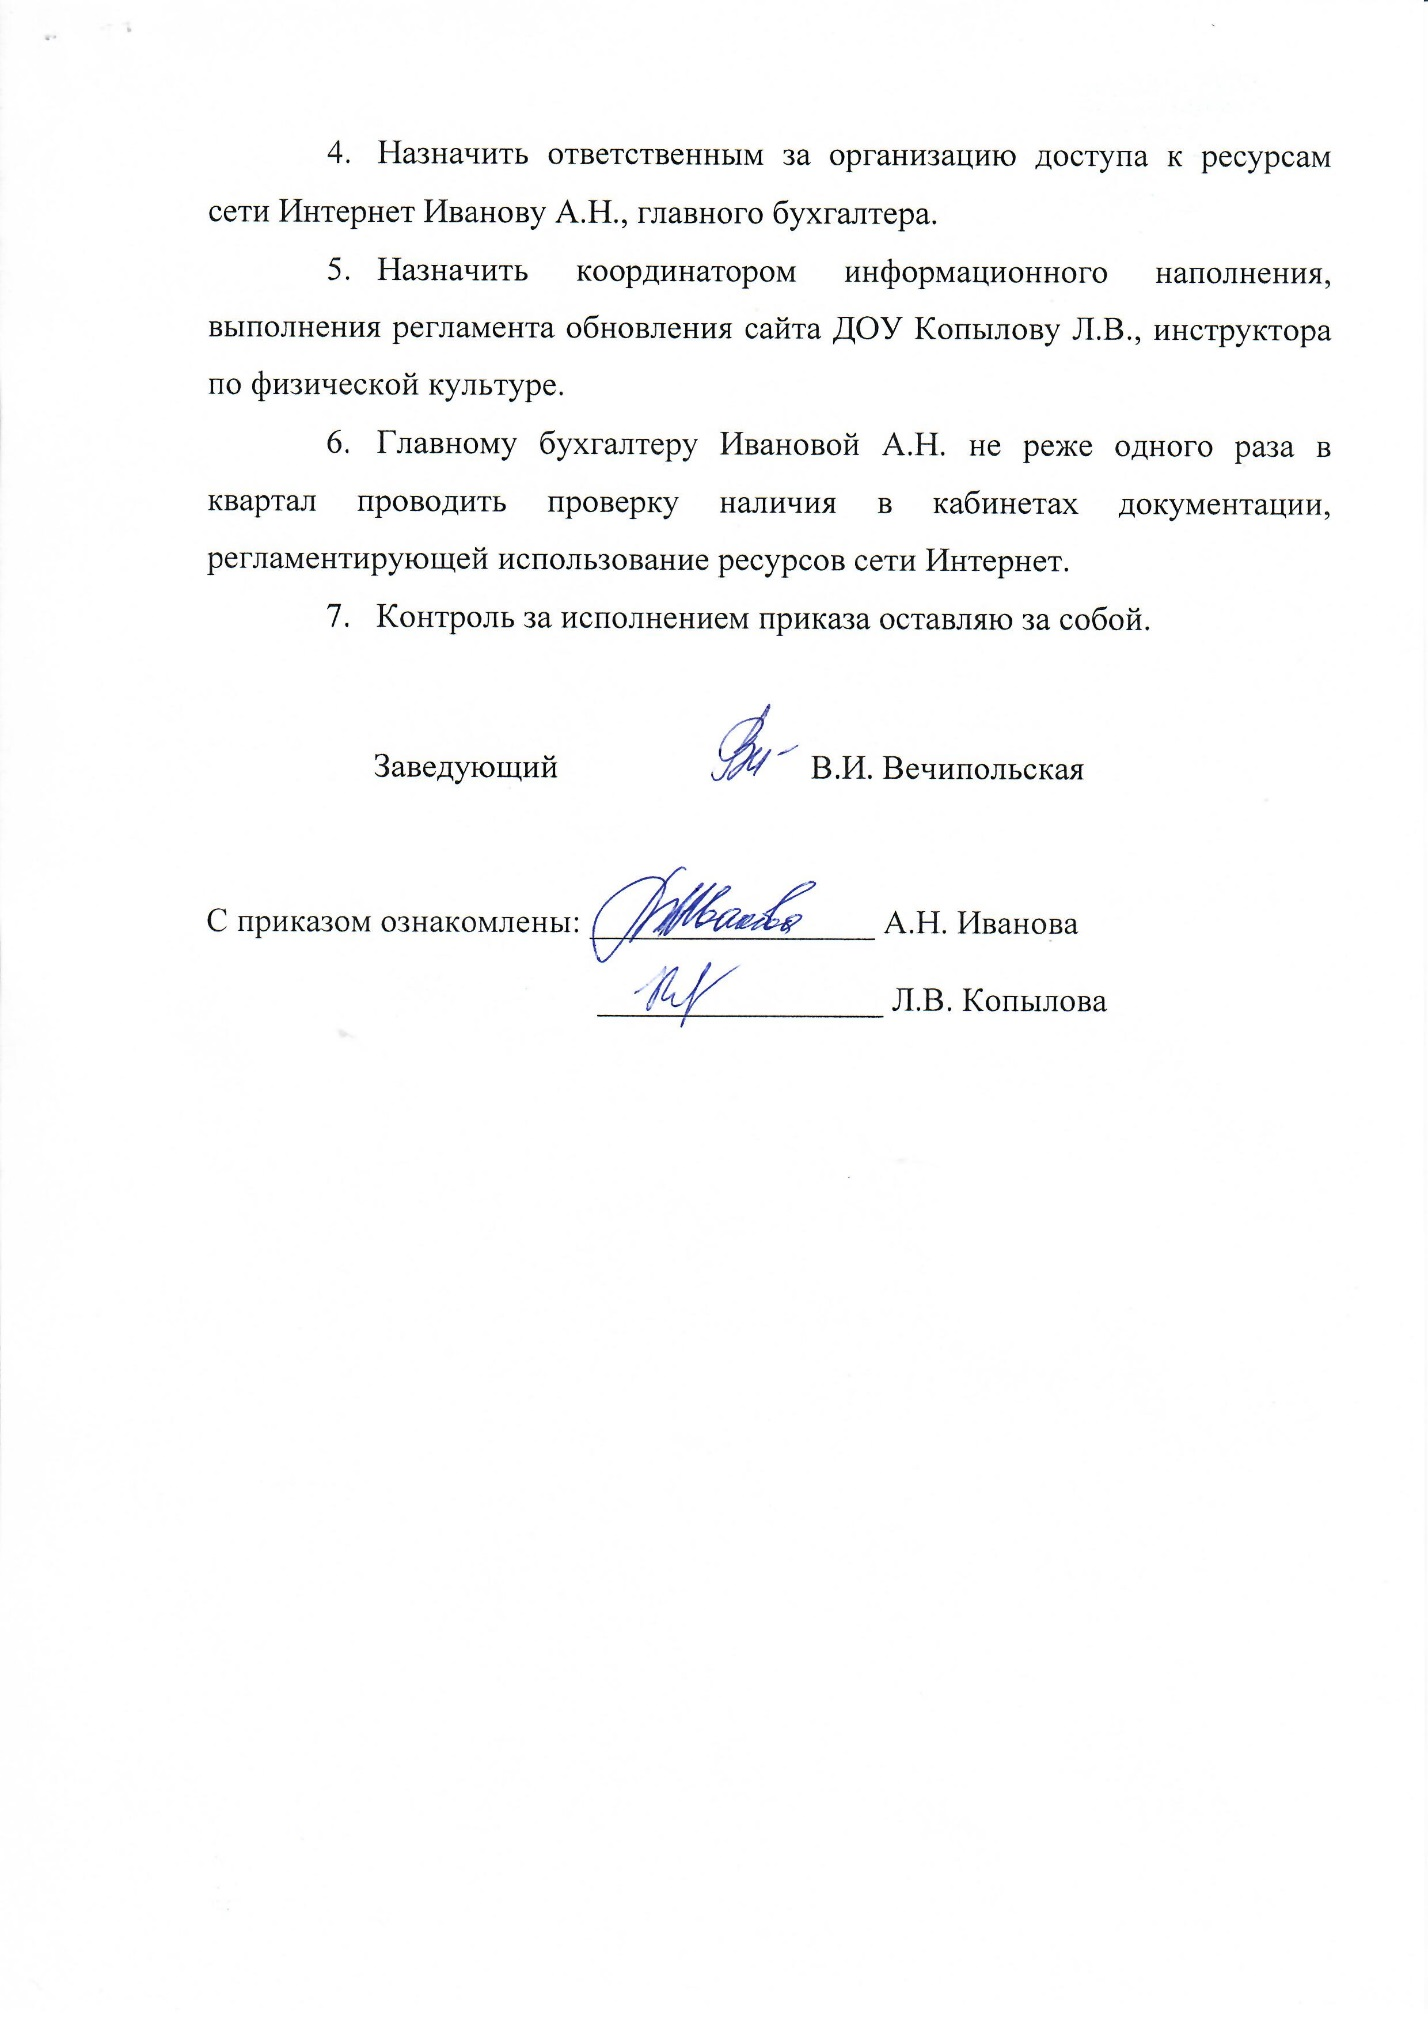 4. Назначить ответственным за организацию доступа к ресурсам
сети Интернет Иванову А.Н., главного бухгалтера.
5. Назначить координатором информационного наполнения,
выполнения регламента обновления сайта ДОУ Копылову Л.В., инструктора
по физической культуре.
6. Главному бухгалтеру Ивановой А.Н. не реже одного раза в
квартал проводить проверку наличия в кабинетах документации,
регламентирующей использование ресурсов сети Интернет.
7. Контроль за исполнением приказа оставляю за собой.
Заведующий В.И. Вечипольская
С приказом ознакомлены: А.Н. Иванова
Л.В. Копылова